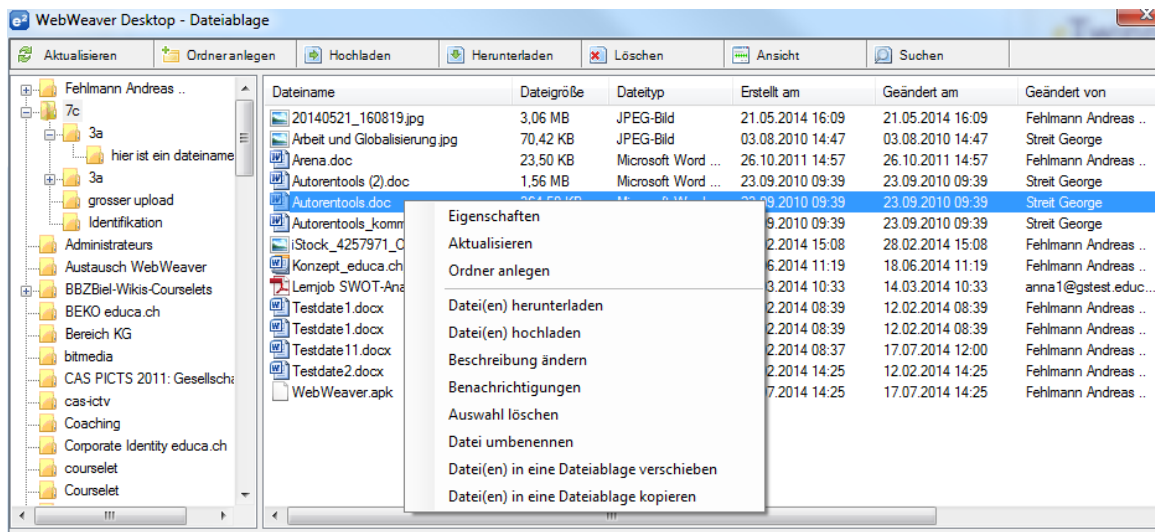 WebWeaver Desktop - Dateiablage
Aktualisieren Ordner anlegen Hochladen Herunterladen Löschen Ansicht Suchen
Fehlmann Andreas ..
7c
3a
hier ist ein dateiname
3a
grosser upload
Identifikation
Administrateurs
Austausch WebWeaver
BBZBiel-Wikis-Courselets
BEKO educa.ch
Bereich KG
bitmedia
CAS PICTS 2011: Gesellscha
cas-ictv
Coaching
Corporate Identity educa.ch
courselet
Courselet
Dateiname Dateigröße Dateityp Erstellt am Geändert am Geändert von
20140521_160819.jpg 3,06 MB JPEG-Bild 21.05.2014 16:09 21.05.2014 16:09 Fehlmann Andreas ..
Arbeit und Globalisierung.jpg 70,42 KB JPEG-Bild 03.08.2010 14:47 03.08.2010 14:47 Streit George
Arena.doc 23,50 KB Microsoft Word ... 26.10.2011 14:57 26.10.2011 14:57 Fehlmann Andreas ..
Autorentools (2).doc 1,56 MB Microsoft Word ... 23.09.2010 09:39 23.09.2010 09:39 Streit George
Autorentools.doc 09.2010 09:39 23.09.2010 09:39 Streit George
Autorentools_komm 9.2010 09:39 23.09.2010 09:39 Streit George
iStock_4257971_C 2.2014 15:08 28.02.2014 15:08 Fehlmann Andreas ..
Konzept_educa.ch 6.2014 11:19 18.06.2014 11:19 Fehlmann Andreas ..
Lernjob SWOT-Ana 3.2014 10:33 14.03.2014 10:33 anna1@gstest.educ...
Testdate1.docx 2.2014 08:39 12.02.2014 08:39 Fehlmann Andreas ..
Testdate1.docx 2.2014 08:39 12.02.2014 08:39 Fehlmann Andreas ..
Testdate11.docx 2.2014 08:37 17.07.2014 12:00 Fehlmann Andreas ..
Testdate2.docx 2.2014 14:25 12.02.2014 14:25 Fehlmann Andreas ..
WebWeaver.apk 7.2014 14:25 17.07.2014 14:25 Fehlmann Andreas ..
Eigenschaften
Aktualisieren
Ordner anlegen
Datei(en) herunterladen
Datei(en) hochladen
Beschreibung ändern
Benachrichtigungen
Auswahl löschen
Datei umbenennen
Datei(en) in eine Dateiablage verschieben
Datei(en) in eine Dateiablage kopieren